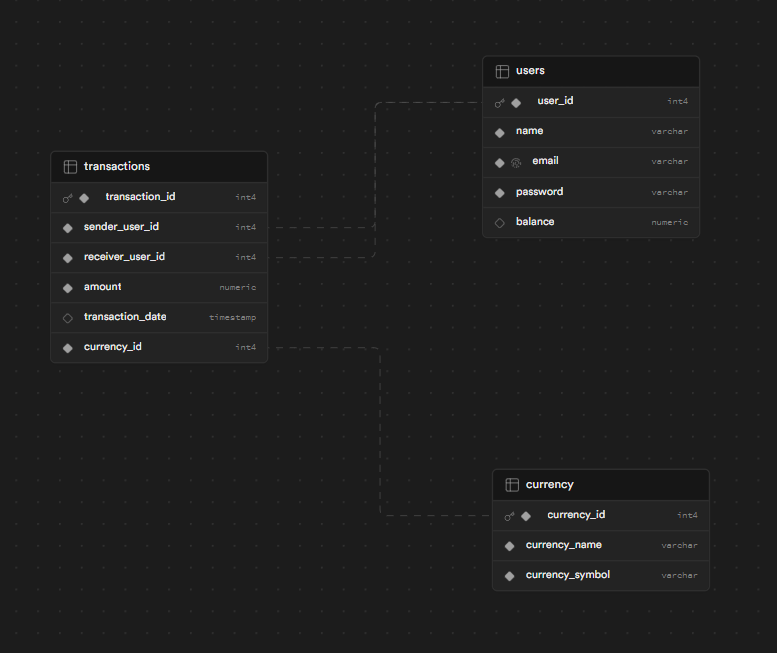 users
user_id int4
name varchar
email varchar
password varchar
balance numeric
transactions
transaction_id int4
sender_user_id int4
receiver_user_id int4
amount numeric
transaction_date timestamp
currency_id int4
currency
currency_id int4
currency_name varchar
currency_symbol varchar